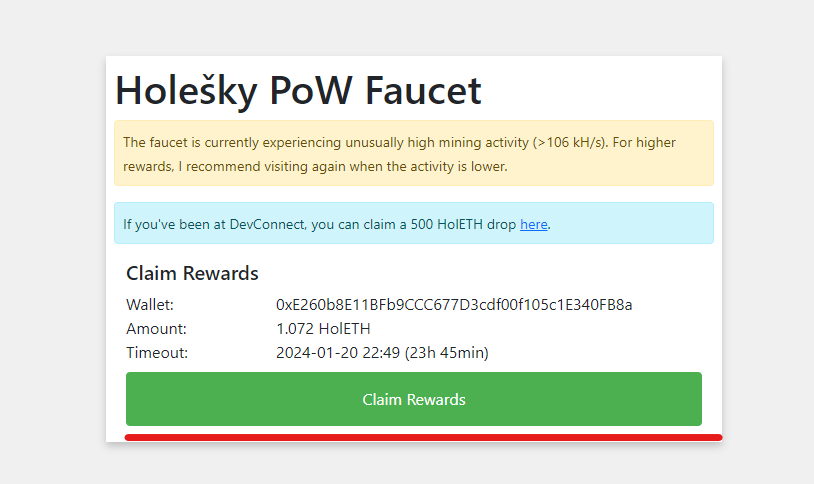 Holešky PoW Faucet
The faucet is currently experiencing unusually high mining activity (>106 kH/s). For higher
rewards, I recommend visiting again when the activity is lower.
If you've been at DevConnect, you can claim a 500 HolETH drop here.
Claim Rewards
Wallet: 0xE260b8E11BFb9CCC677D3cdf00f105c1E340FB8a
Amount: 1.072 HolETH
Timeout: 2024-01-20 22:49 (23h 45min)
Claim Rewards